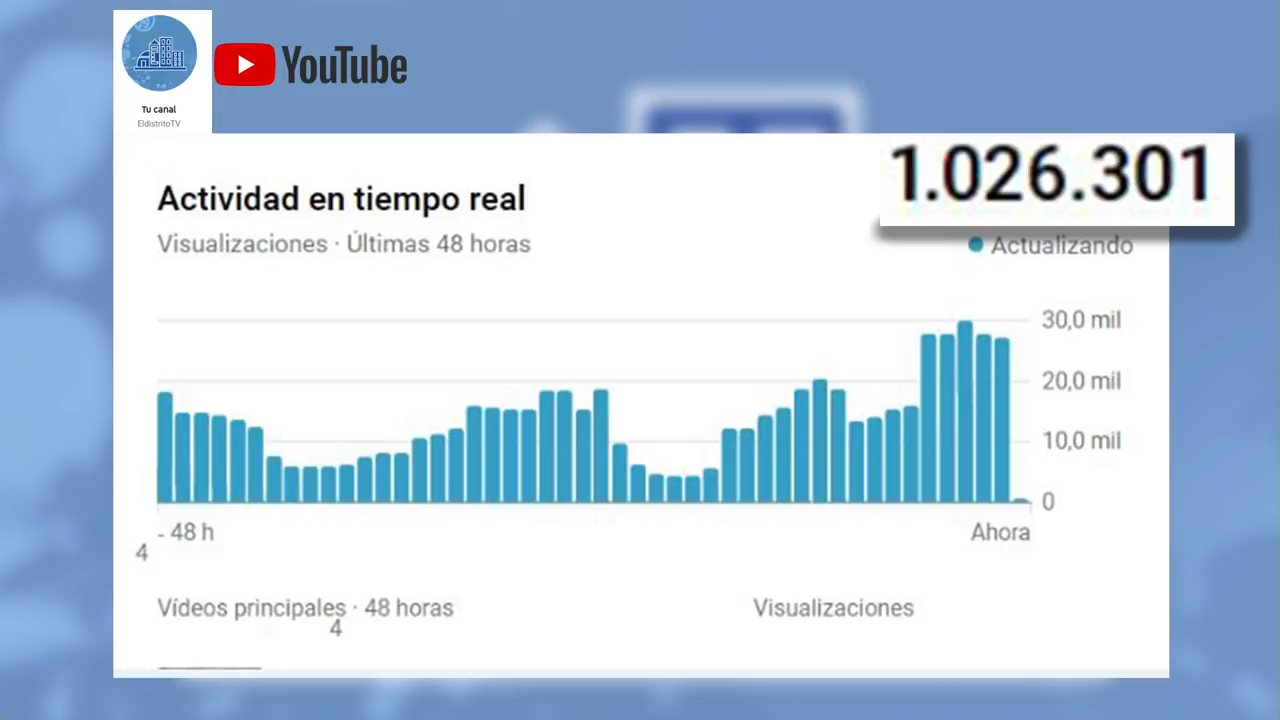 YouTube
Tu canal
EldistritoTV
1.026.301
Actividad en tiempo real
Visualizaciones · Últimas 48 horas
Actualizando
30,0 mil
20,0 mil
10,0 mil
0
- 48 h
Ahora
4
Vídeos principales · 48 horas
Visualizaciones
4